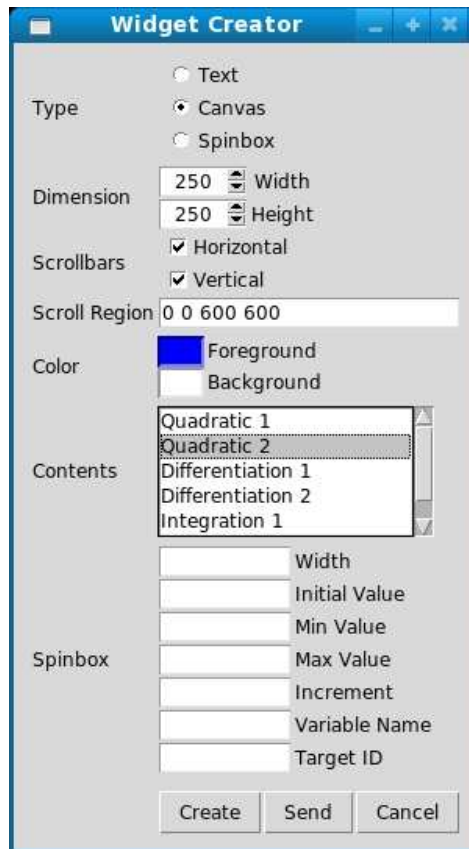 Widget Creator
Type
Text
Canvas
Spinbox
Dimension
250 Width
250 Height
Scrollbars
Horizontal
Vertical
Scroll Region 0 0 600 600
Color
Foreground
Background
Contents
Quadratic 1
Quadratic 2
Differentiation 1
Differentiation 2
Integration 1
Spinbox
Width
Initial Value
Min Value
Max Value
Increment
Variable Name
Target ID
Create Send Cancel